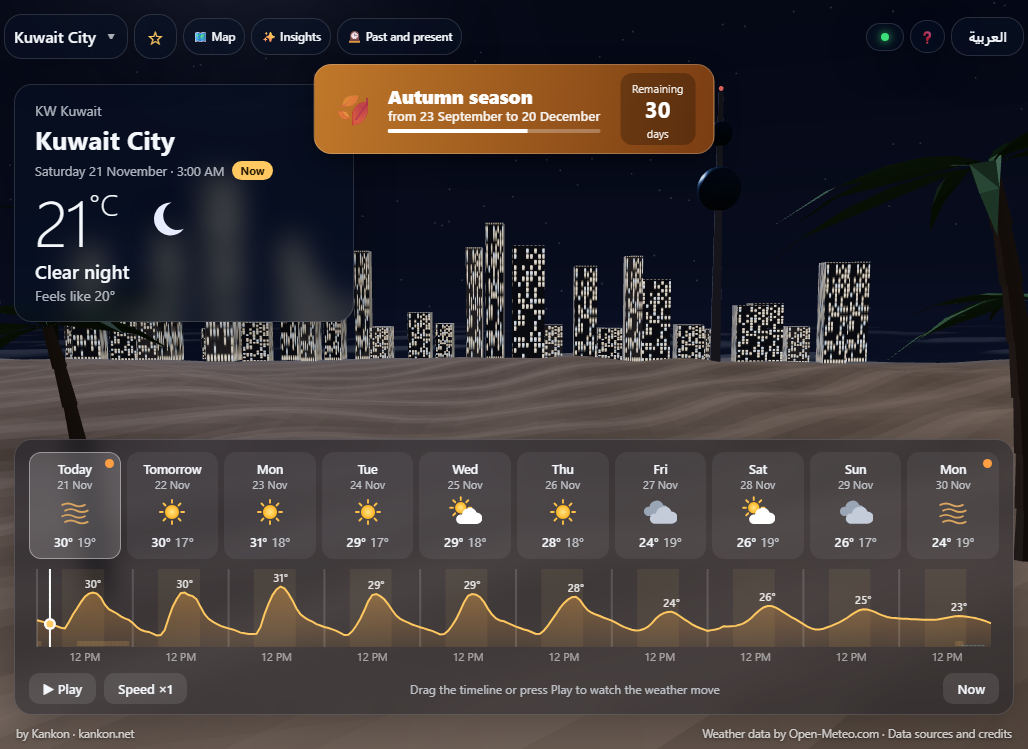 Kuwait City
Map
Insights
Past and present
?
العربية
Autumn season
from 23 September to 20 December
Remaining
30
days
KW Kuwait
Kuwait City
Saturday 21 November · 3:00 AM Now
21°C
Clear night
Feels like 20°
Today Tomorrow Mon Tue Wed Thu Fri Sat Sun Mon
21 Nov 22 Nov 23 Nov 24 Nov 25 Nov 26 Nov 27 Nov 28 Nov 29 Nov 30 Nov
30° 19° 30° 17° 31° 18° 29° 17° 29° 18° 28° 18° 24° 19° 26° 19° 26° 17° 24° 19°
30° 30° 31° 29° 29° 28° 24° 26° 25° 23°
12 PM 12 PM 12 PM 12 PM 12 PM 12 PM 12 PM 12 PM 12 PM 12 PM
▶ Play Speed ×1 Drag the timeline or press Play to watch the weather move Now
by Kankon · kankon.net Weather data by Open-Meteo.com · Data sources and credits